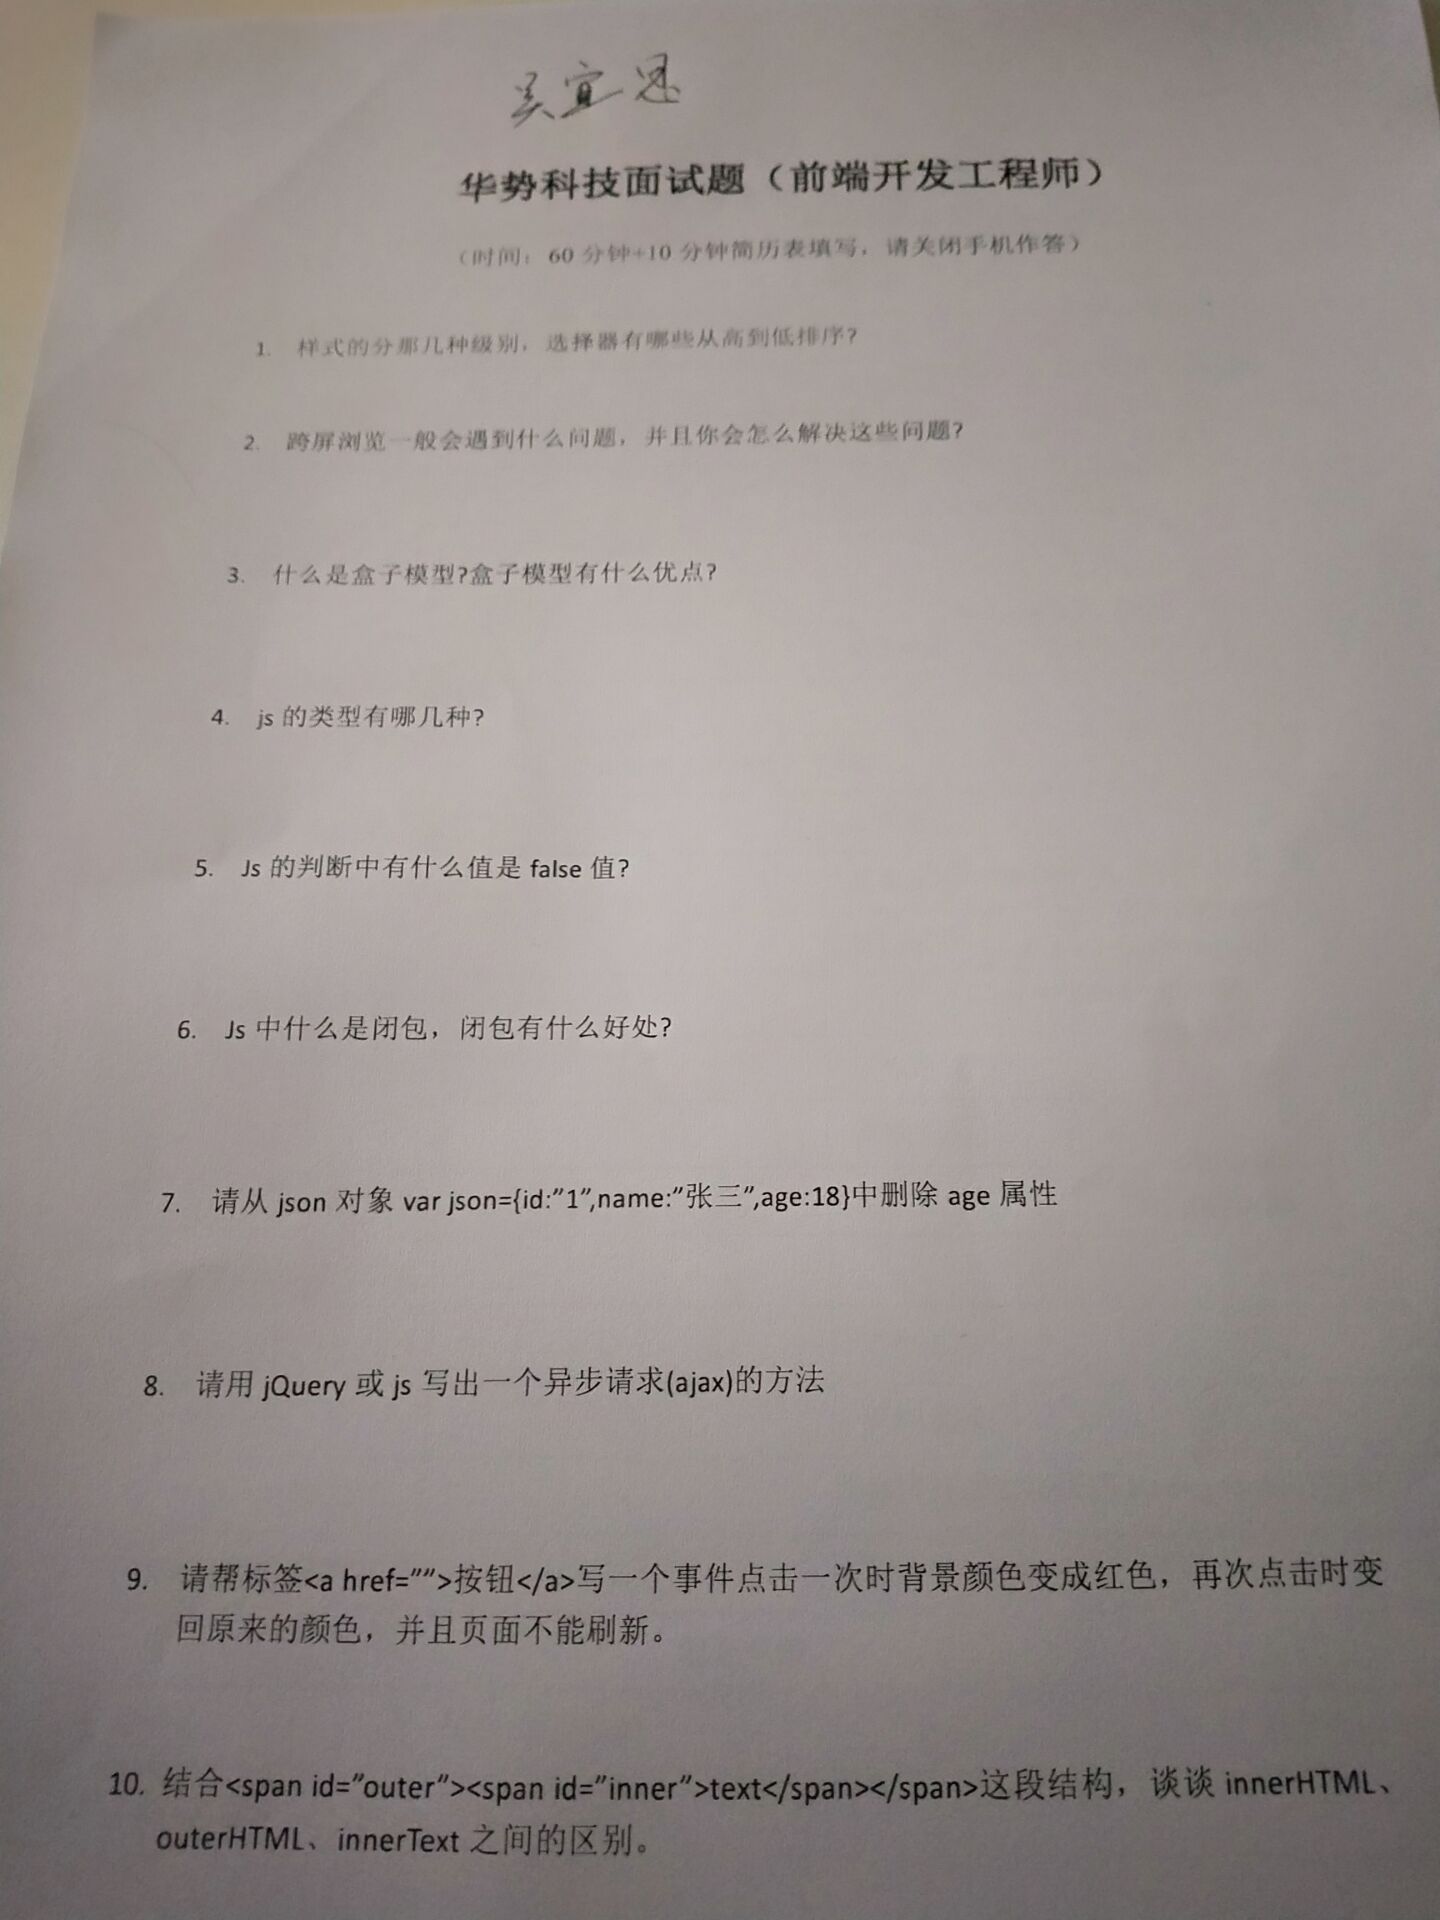 吴宜恩
华势科技面试题（前端开发工程师）
（时间：60 分钟+10 分钟简历表填写，请关闭手机作答）
1. 样式的分那几种级别，选择器有哪些从高到低排序?
2. 跨屏浏览一般会遇到什么问题，并且你会怎么解决这些问题?
3. 什么是盒子模型?盒子模型有什么优点?
4. js 的类型有哪几种?
5. Js 的判断中有什么值是 false 值?
6. Js 中什么是闭包，闭包有什么好处?
7. 请从 json 对象 var json={id:”1”,name:”张三”,age:18}中删除 age 属性
8. 请用 jQuery 或 js 写出一个异步请求(ajax)的方法
9. 请帮标签<a href=””>按钮</a>写一个事件点击一次时背景颜色变成红色，再次点击时变
回原来的颜色，并且页面不能刷新。
10. 结合<span id=”outer”><span id=”inner”>text</span></span>这段结构，谈谈 innerHTML、
outerHTML、innerText 之间的区别。